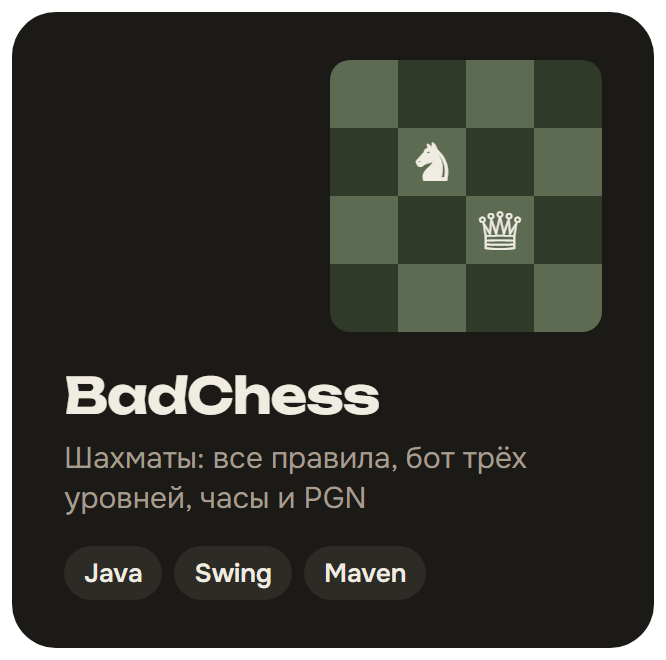 BadChess
Шахматы: все правила, бот трёх
уровней, часы и PGN
Java
Swing
Maven